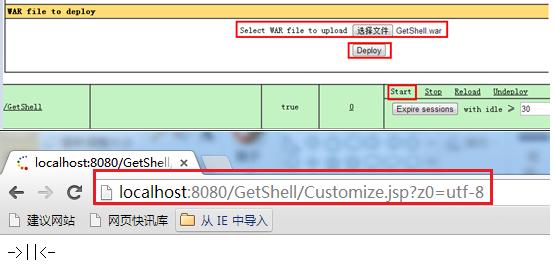 WAR file to deploy
Select WAR file to upload 选择文件 GetShell.war
Deploy
/GetShell true 0 Start Stop Reload Undeploy
Expire sessions with idle ≥ 30
localhost:8080/GetShell, ×
localhost:8080/GetShell/Customize.jsp?z0=utf-8
建议网站 网页快讯库 从 IE 中导入
->||<-